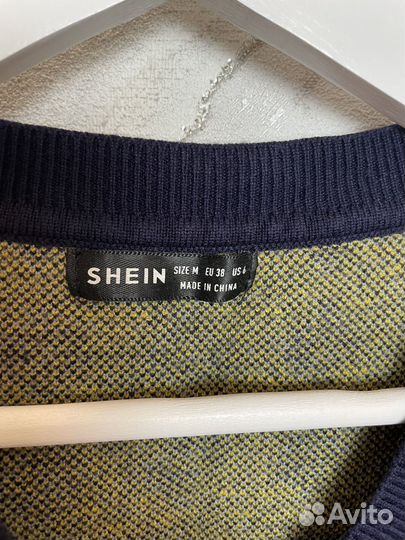 SHEIN
SIZE M EU 38 US 6
MADE IN CHINA
Avito